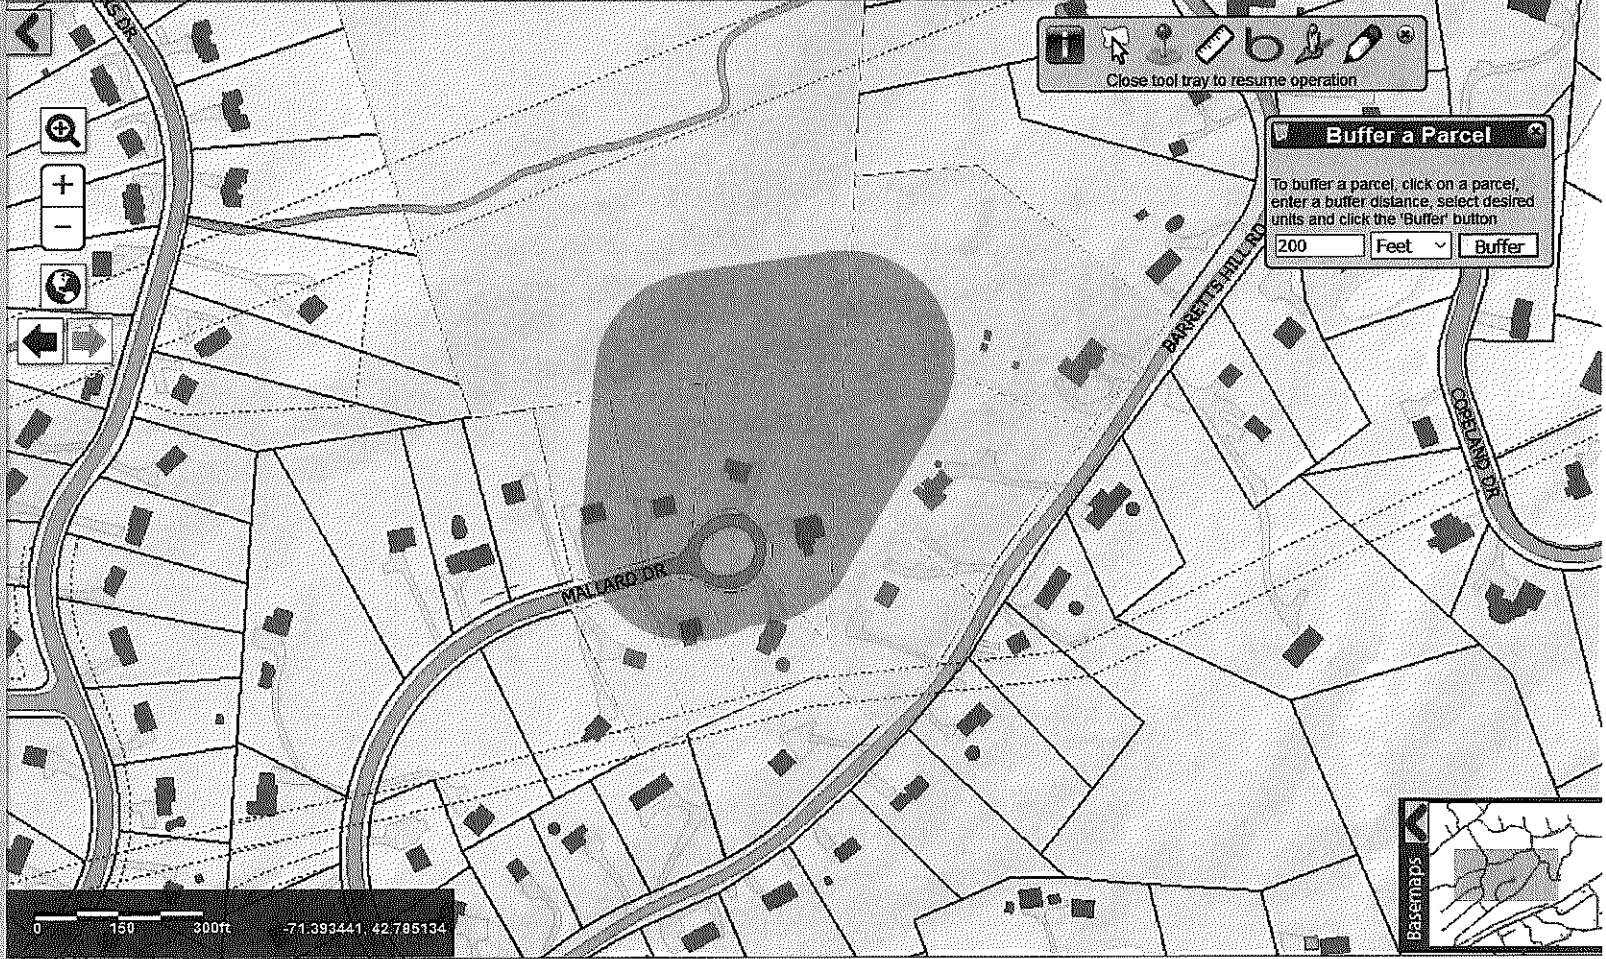 S DR
Close tool tray to resume operation
Buffer a Parcel
To buffer a parcel, click on a parcel,
enter a buffer distance, select desired
units and click the 'Buffer' button
200 Feet Buffer
+
−
BARRETTS HILL RD
COPELAND DR
MALLARD DR
Basemaps
0 150 300ft -71.393441, 42.785134